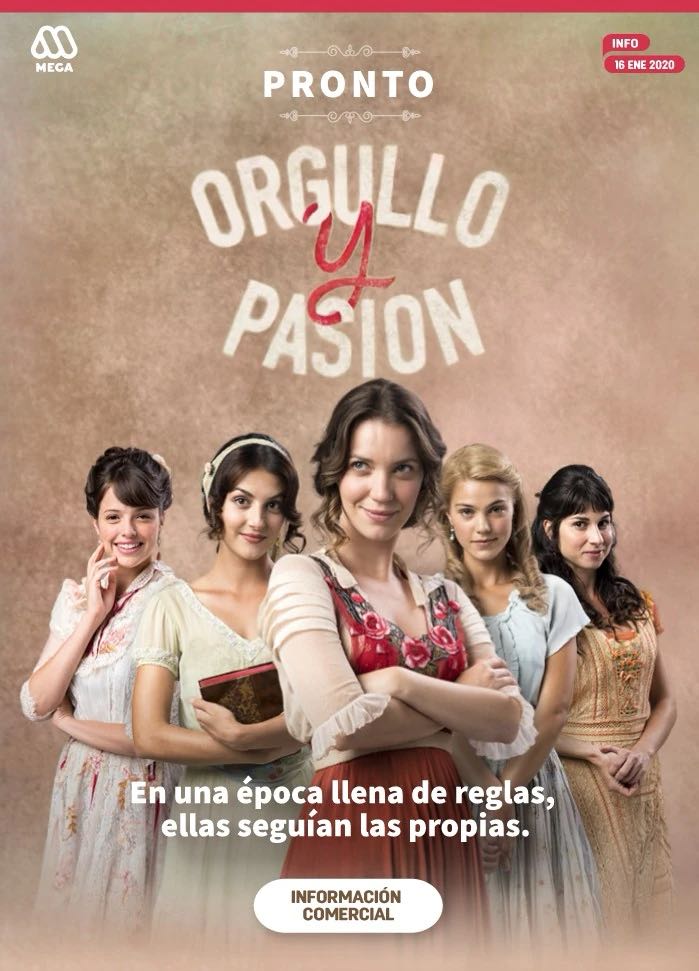 MEGA
INFO
16 ENE 2020
PRONTO
ORGULLO
y
PASION
En una época llena de reglas,
ellas seguían las propias.
INFORMACIÓN
COMERCIAL